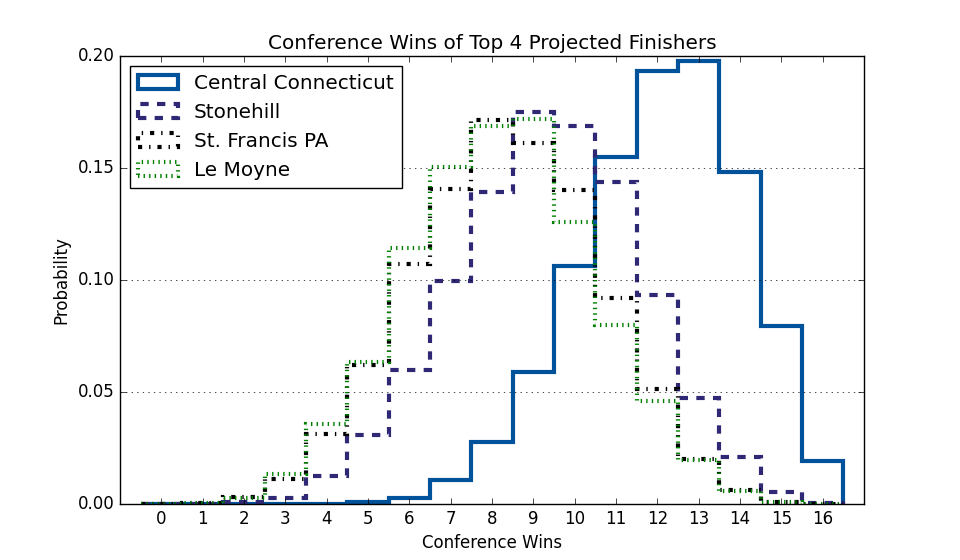 Conference Wins of Top 4 Projected Finishers
Central Connecticut
Stonehill
St. Francis PA
Le Moyne
0.20
0.15
0.10
0.05
0.00
Probability
0 1 2 3 4 5 6 7 8 9 10 11 12 13 14 15 16
Conference Wins